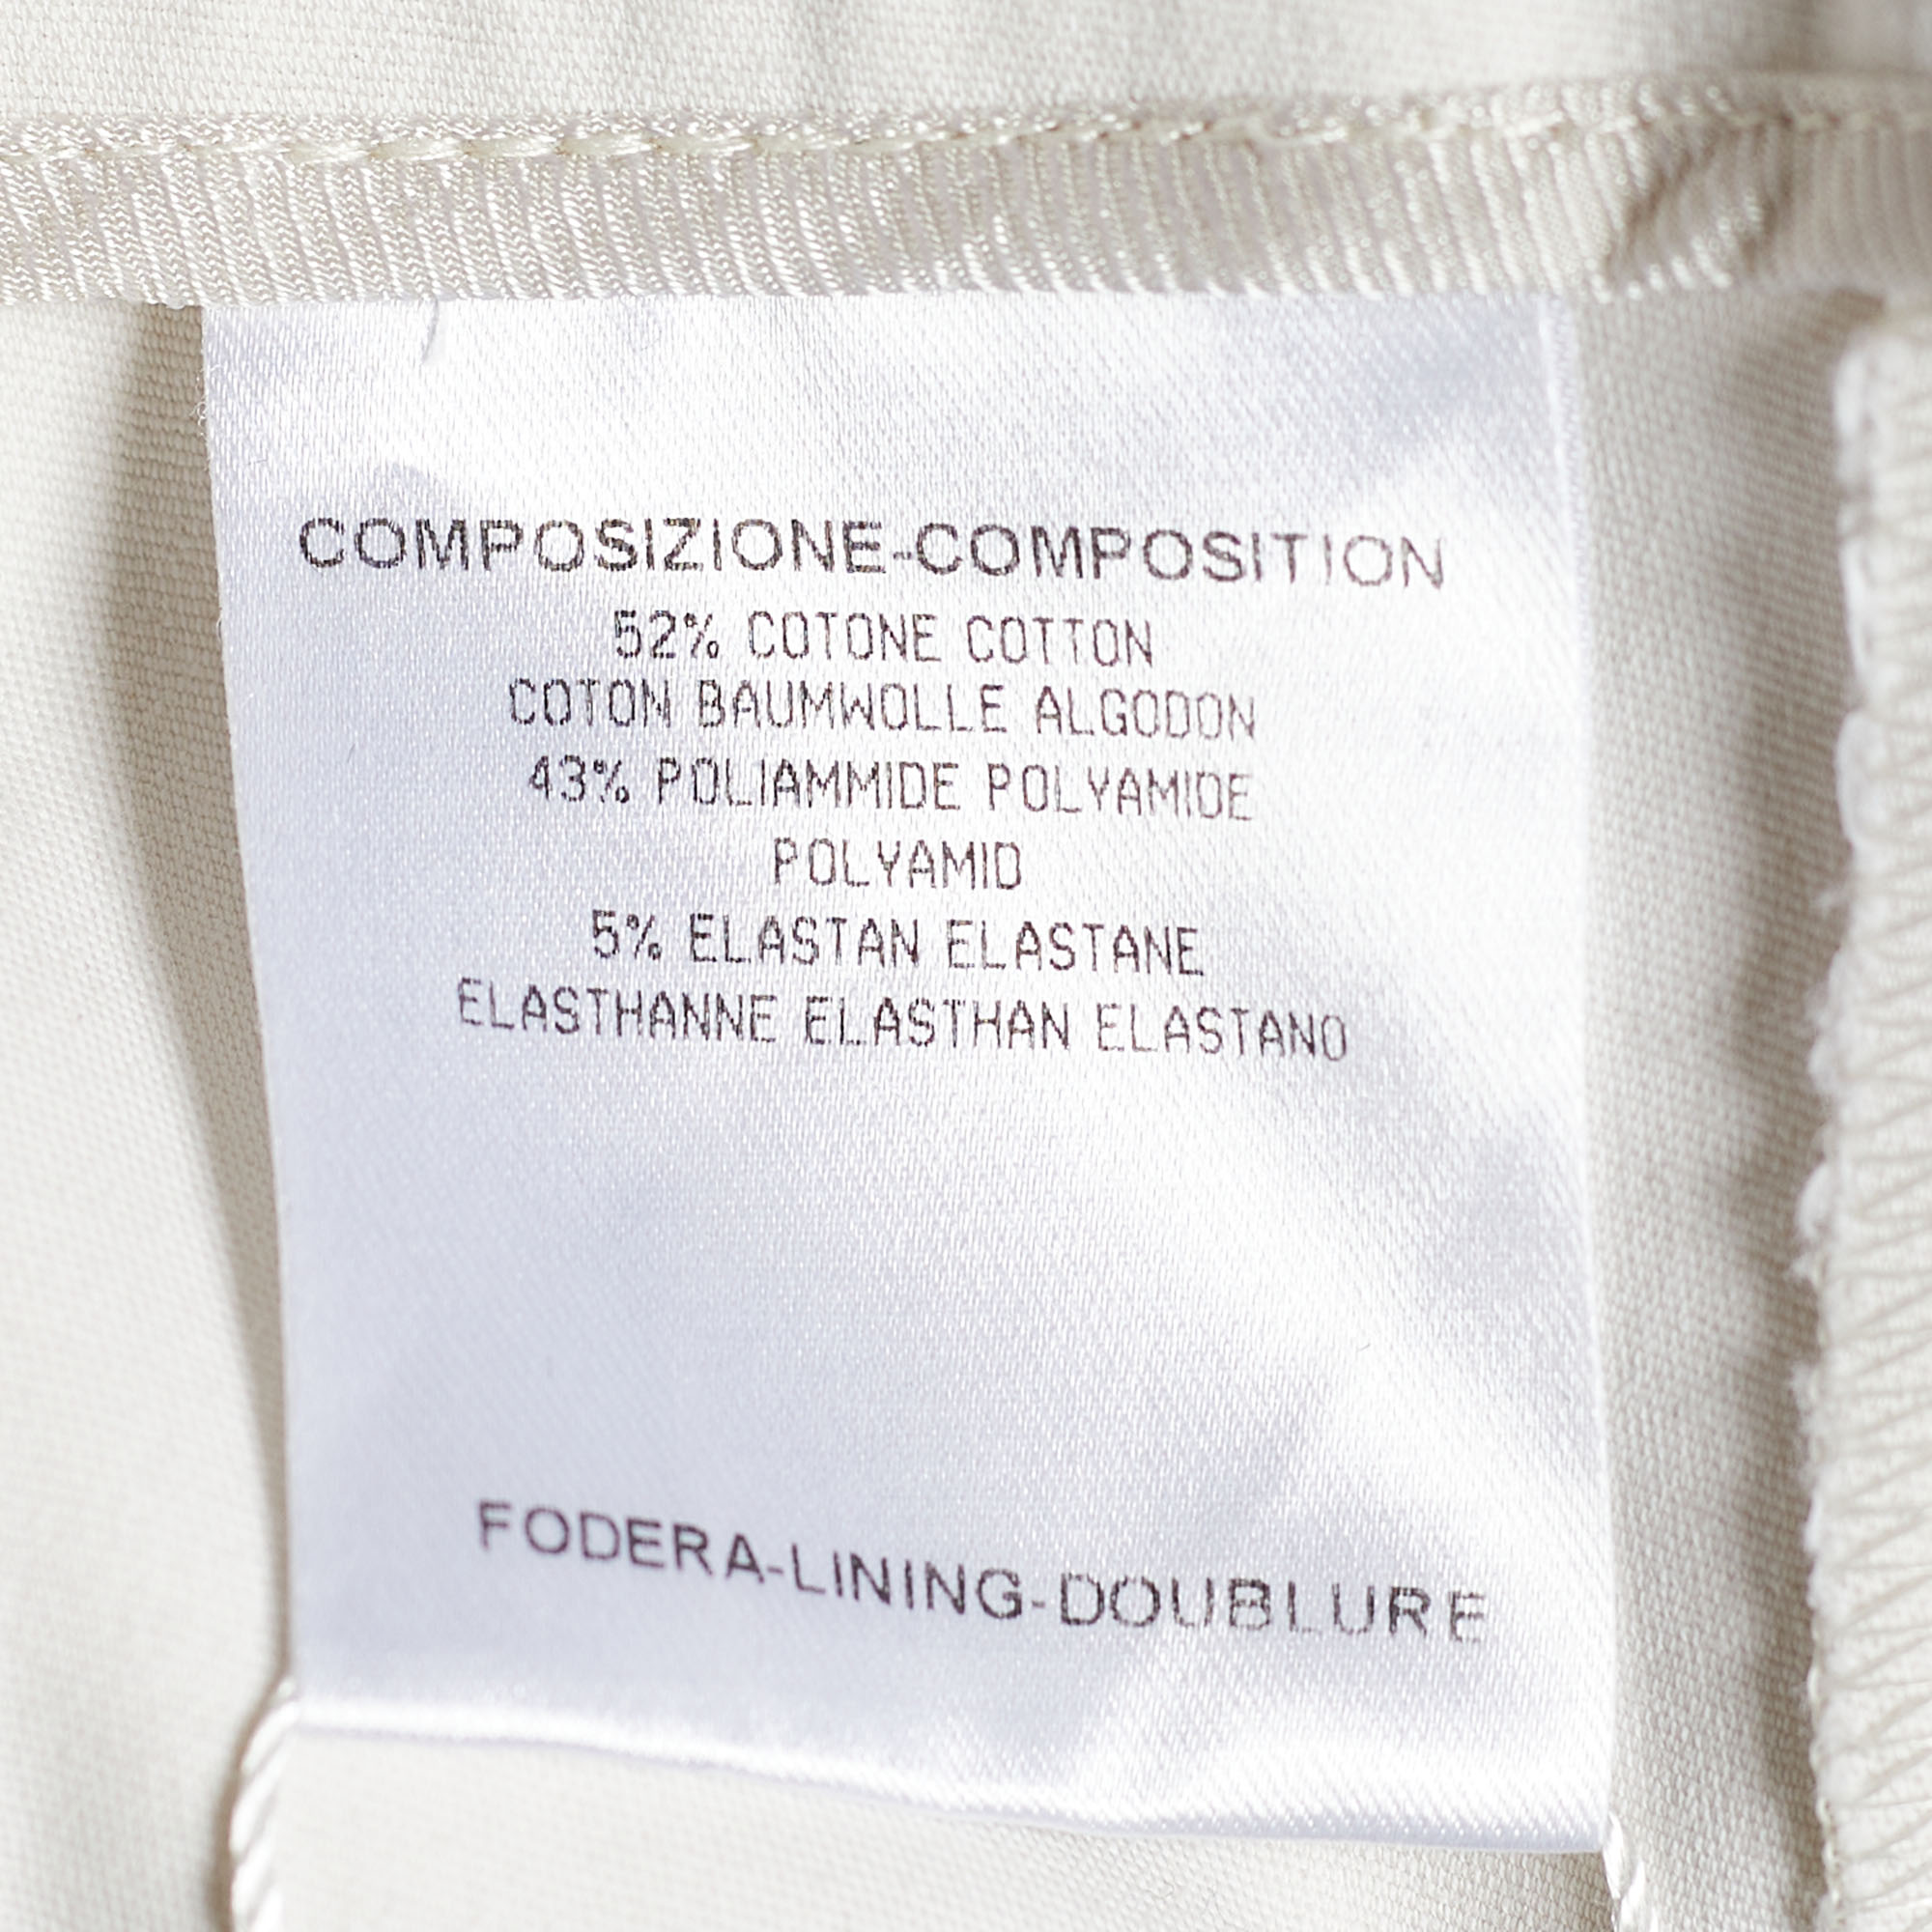 COMPOSIZIONE-COMPOSITION
52% COTONE COTTON
COTON BAUMWOLLE ALGODON
43% POLIAMMIDE POLYAMIDE
POLYAMID
5% ELASTAN ELASTANE
ELASTHANNE ELASTHAN ELASTANO
FODERA-LINING-DOUBLURE